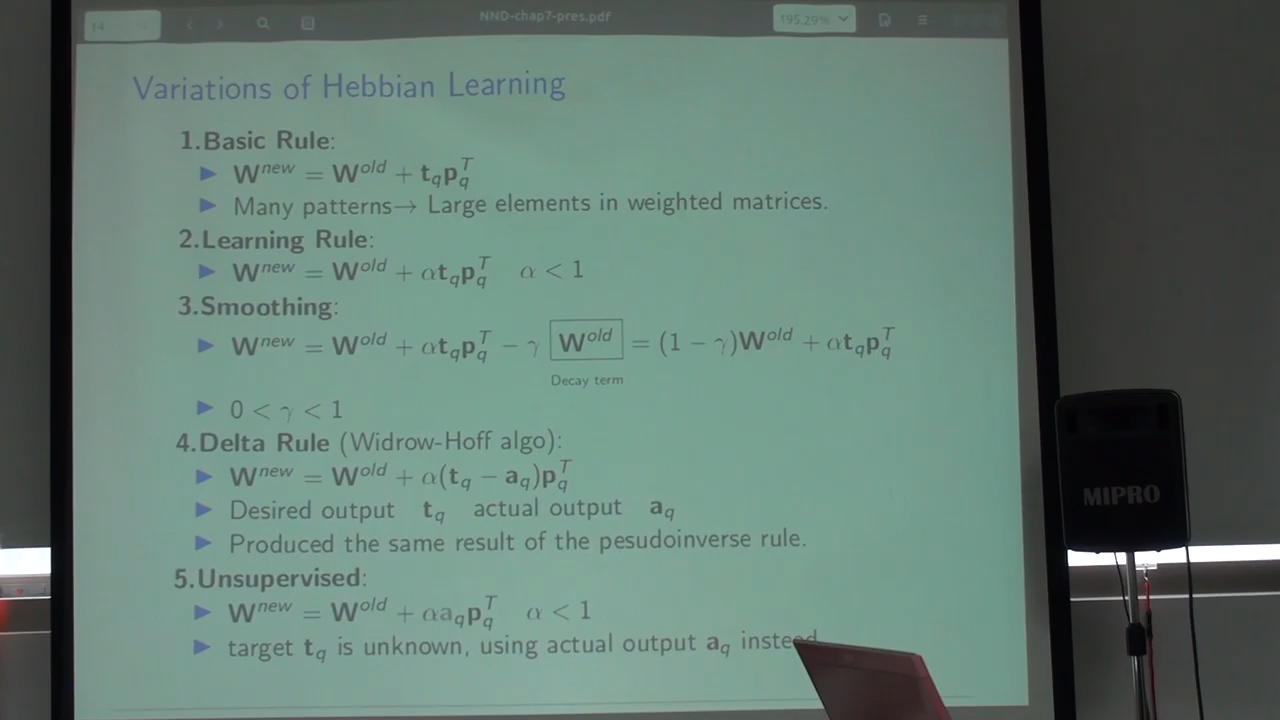 14
NND-chap7-pres.pdf
195.29%
Variations of Hebbian Learning
1.Basic Rule:
▶ W^new = W^old + t_q p_q^T
▶ Many patterns→ Large elements in weighted matrices.
2.Learning Rule:
▶ W^new = W^old + αt_q p_q^T α < 1
3.Smoothing:
▶ W^new = W^old + αt_q p_q^T − γ W^old = (1 − γ)W^old + αt_q p_q^T
Decay term
▶ 0 < γ < 1
4.Delta Rule (Widrow-Hoff algo):
▶ W^new = W^old + α(t_q − a_q)p_q^T
▶ Desired output t_q actual output a_q
▶ Produced the same result of the pesudoinverse rule.
5.Unsupervised:
▶ W^new = W^old + αa_q p_q^T α < 1
▶ target t_q is unknown, using actual output a_q instead
MIPRO